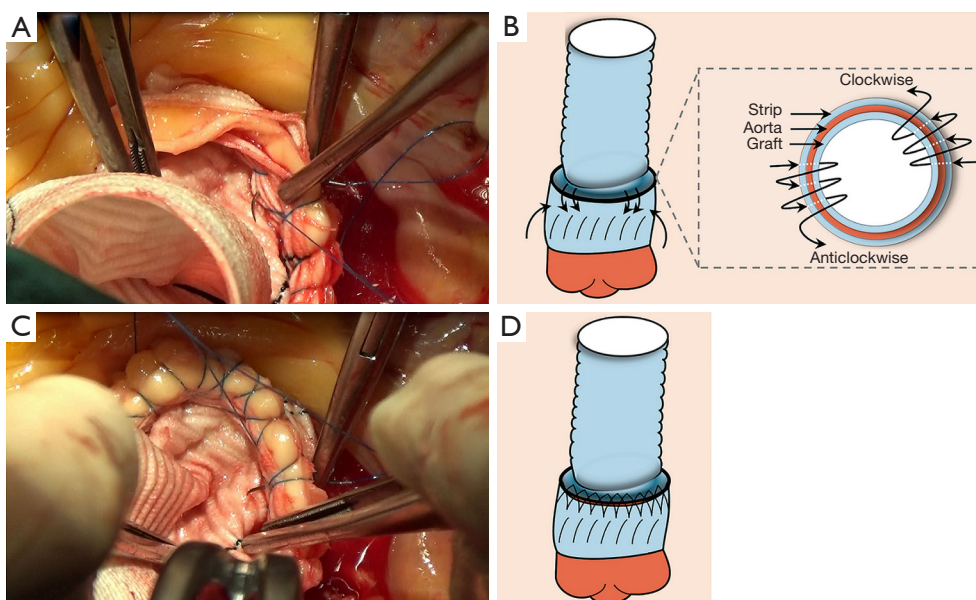 A
B
Clockwise
Strip
Aorta
Graft
Anticlockwise
C
D